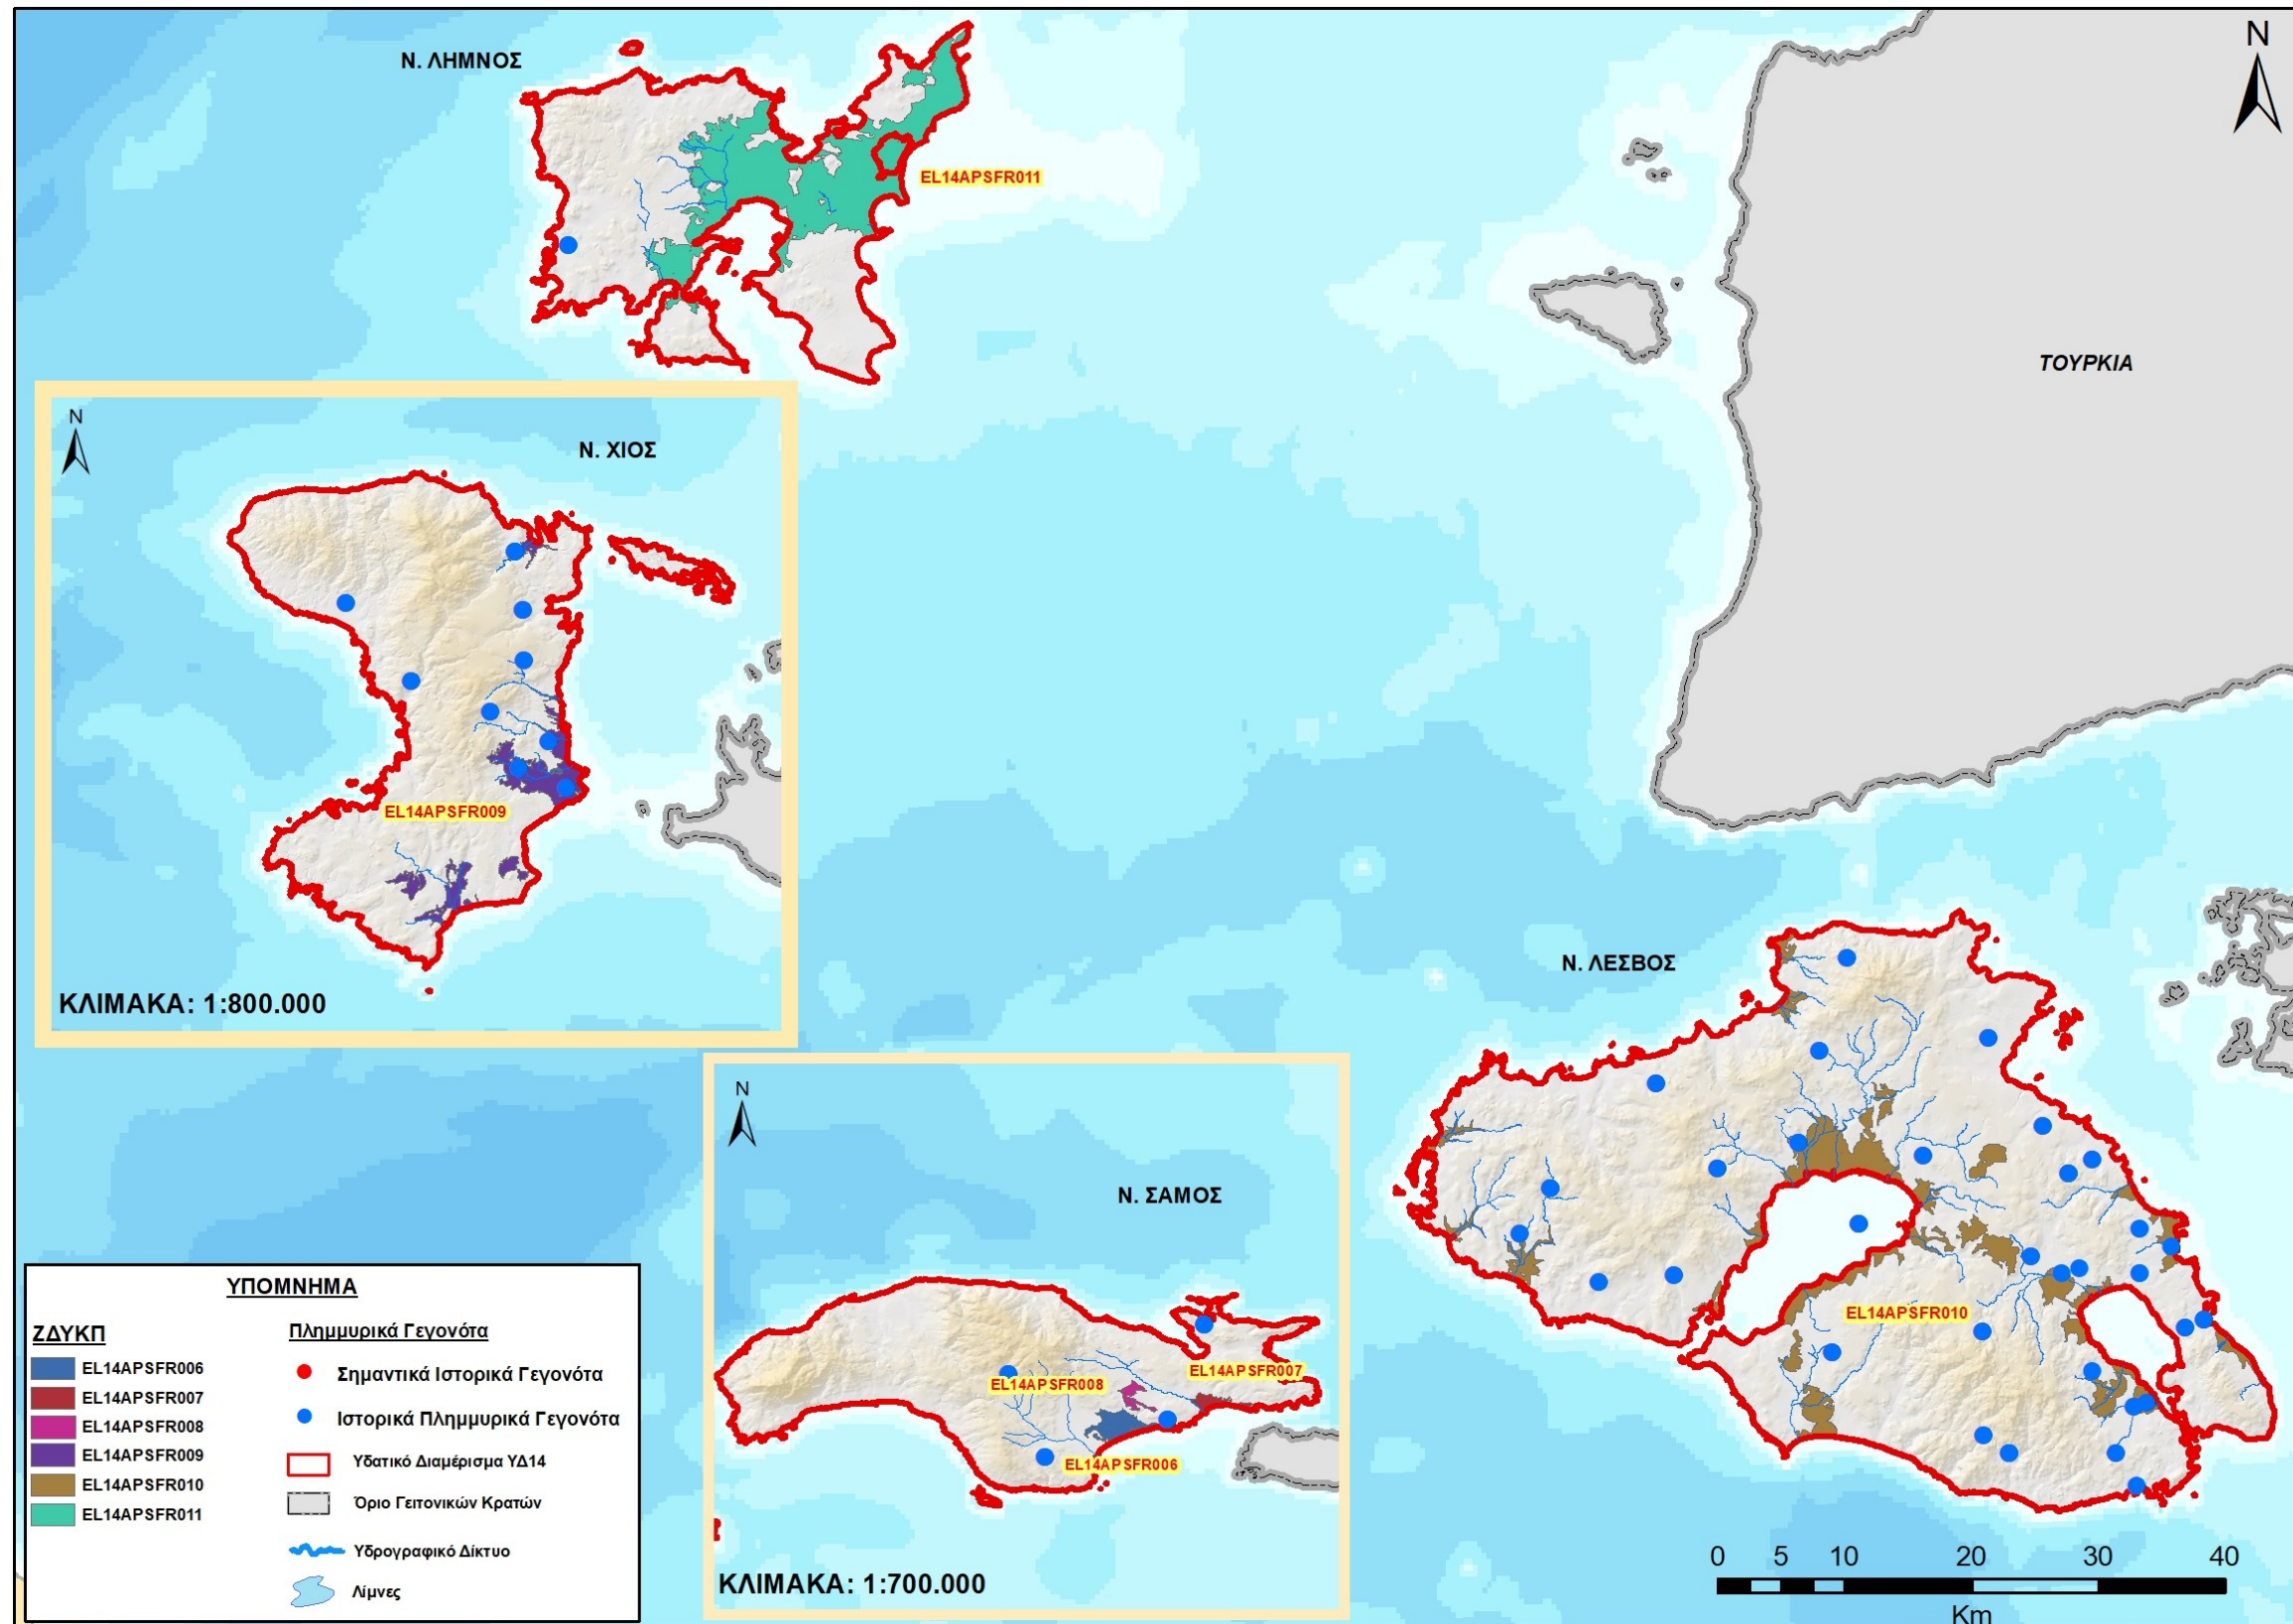 Ν. ΛΗΜΝΟΣ
N
EL14APSFR011
ΤΟΥΡΚΙΑ
N
Ν. ΧΙΟΣ
EL14APSFR009
ΚΛΙΜΑΚΑ: 1:800.000
Ν. ΛΕΣΒΟΣ
EL14APSFR010
N
Ν. ΣΑΜΟΣ
EL14APSFR007
EL14APSFR008
EL14APSFR006
ΚΛΙΜΑΚΑ: 1:700.000
ΥΠΟΜΝΗΜΑ
ΖΔΥΚΠ
EL14APSFR006
EL14APSFR007
EL14APSFR008
EL14APSFR009
EL14APSFR010
EL14APSFR011
Πλημμυρικά Γεγονότα
Σημαντικά Ιστορικά Γεγονότα
Ιστορικά Πλημμυρικά Γεγονότα
Υδατικό Διαμέρισμα ΥΔ14
Όριο Γειτονικών Κρατών
Υδρογραφικό Δίκτυο
Λίμνες
0 5 10 20 30 40
Km